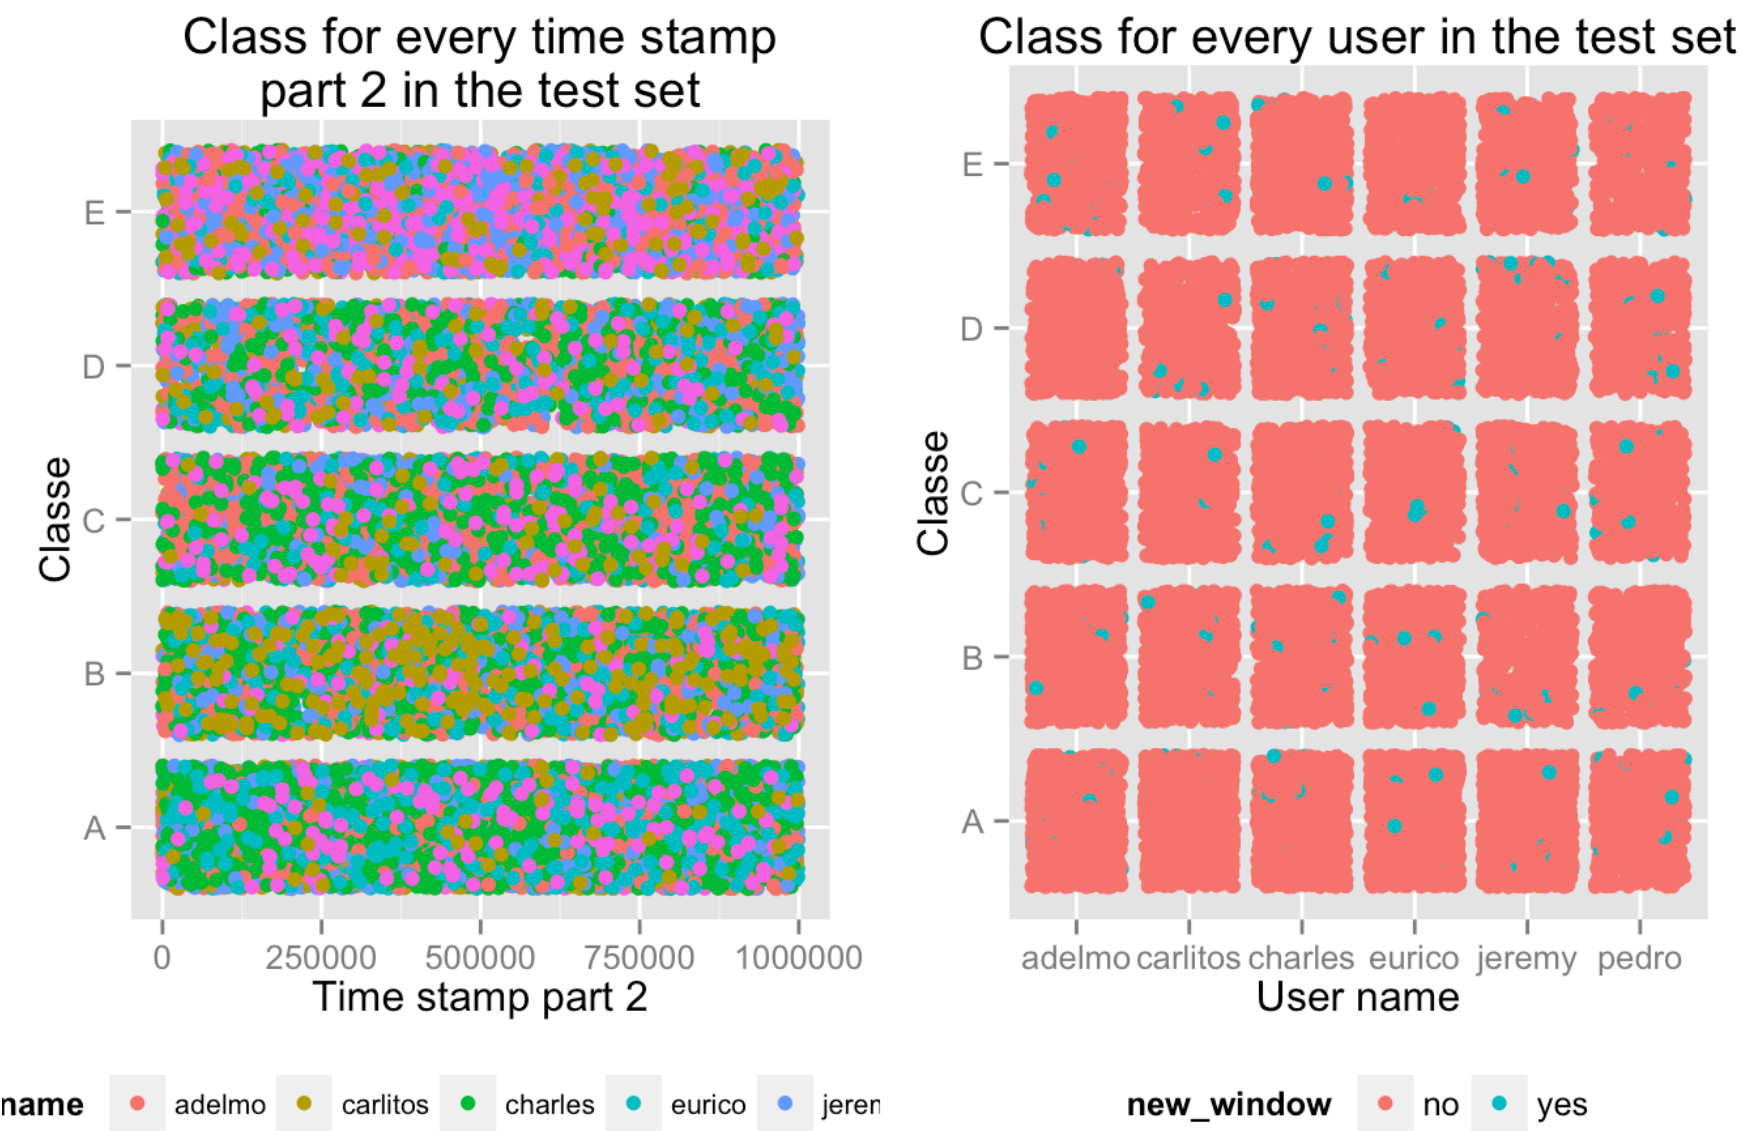 Class for every time stamp
part 2 in the test set
Classe
E
D
C
B
A
0 250000 500000 750000 1000000
Time stamp part 2
name adelmo carlitos charles eurico jerem
Class for every user in the test set
Classe
E
D
C
B
A
adelmo carlitos charles eurico jeremy pedro
User name
new_window no yes